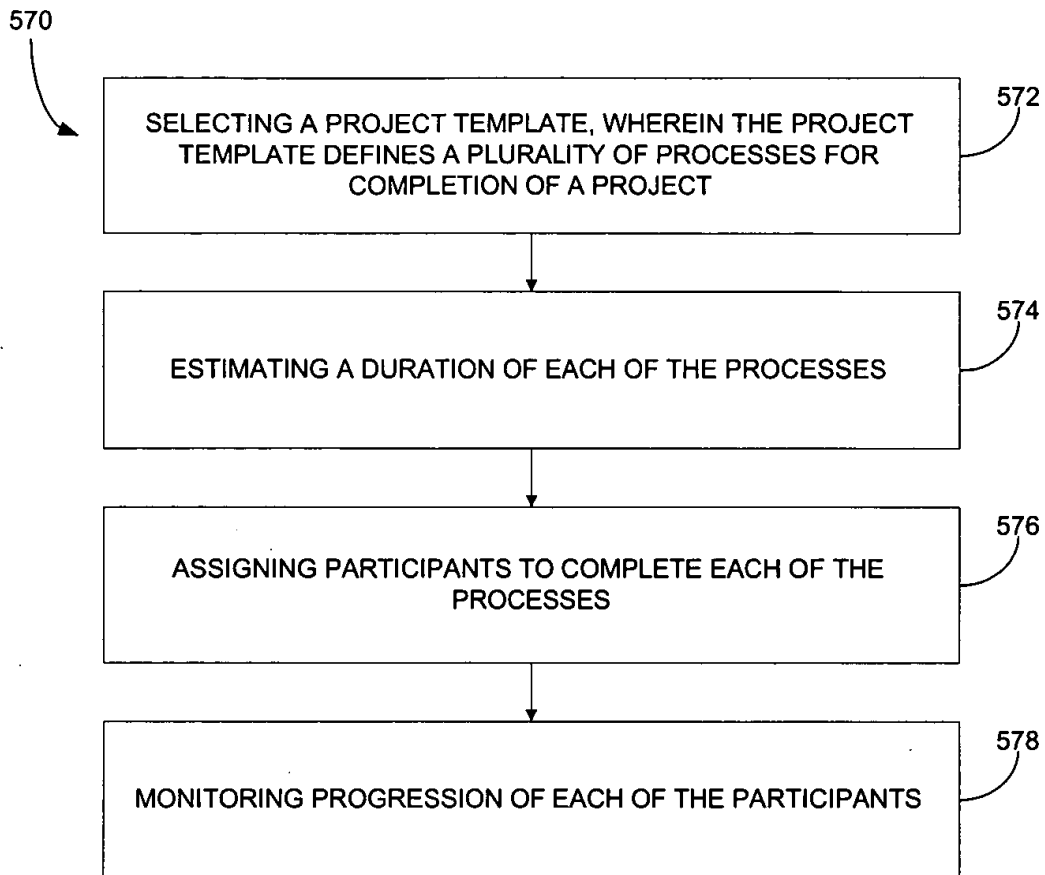 570
572
SELECTING A PROJECT TEMPLATE, WHEREIN THE PROJECT
TEMPLATE DEFINES A PLURALITY OF PROCESSES FOR
COMPLETION OF A PROJECT
574
ESTIMATING A DURATION OF EACH OF THE PROCESSES
576
ASSIGNING PARTICIPANTS TO COMPLETE EACH OF THE
PROCESSES
578
MONITORING PROGRESSION OF EACH OF THE PARTICIPANTS